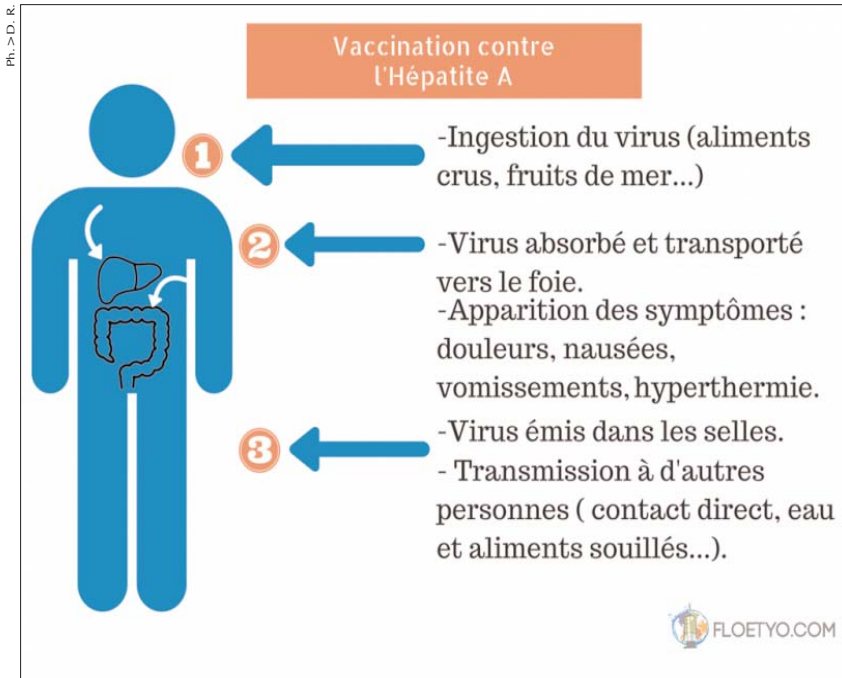 Ph. > D. R.
Vaccination contre
l'Hépatite A
1
-Ingestion du virus (aliments
crus, fruits de mer...)
2
-Virus absorbé et transporté
vers le foie.
-Apparition des symptômes :
douleurs, nausées,
vomissements, hyperthermie.
3
-Virus émis dans les selles.
- Transmission à d'autres
personnes ( contact direct, eau
et aliments souillés...).
FLOETYO.COM